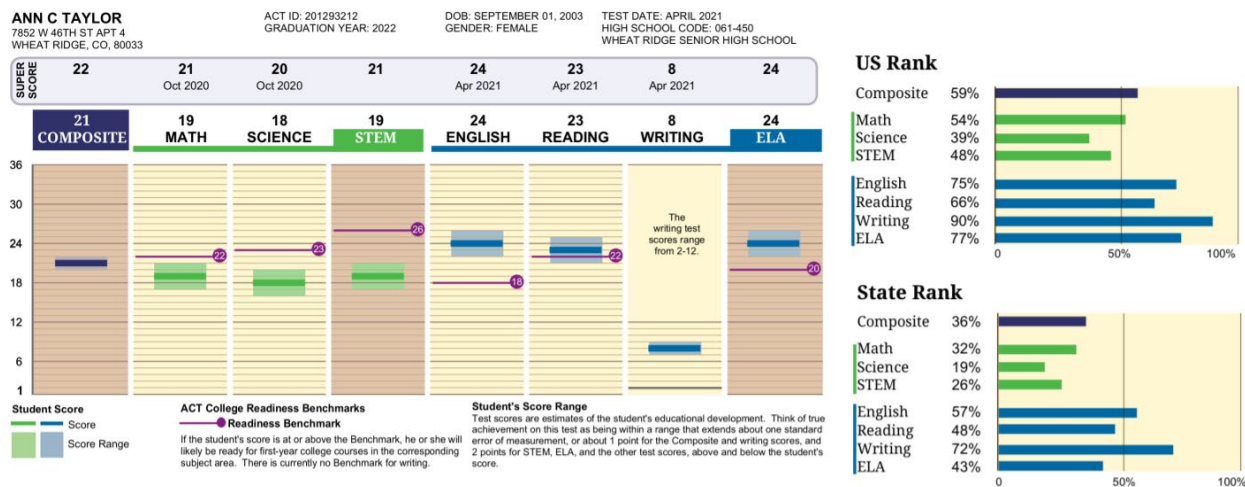 ANN C TAYLOR
7852 W 46TH ST APT 4
WHEAT RIDGE, CO, 80033
ACT ID: 201293212
GRADUATION YEAR: 2022
DOB: SEPTEMBER 01, 2003
GENDER: FEMALE
TEST DATE: APRIL 2021
HIGH SCHOOL CODE: 061-450
WHEAT RIDGE SENIOR HIGH SCHOOL
SUPER
SCORE
22 21 20 21 24 23 8 24
Oct 2020 Oct 2020 Apr 2021 Apr 2021 Apr 2021
21 19 18 19 24 23 8 24
COMPOSITE MATH SCIENCE STEM ENGLISH READING WRITING ELA
36
30
24
18
12
6
1
22
23
26
18
22
The
writing test
scores range
from 2-12.
20
Student Score
Score
Score Range
ACT College Readiness Benchmarks
Readiness Benchmark
If the student's score is at or above the Benchmark, he or she will
likely be ready for first-year college courses in the corresponding
subject area. There is currently no Benchmark for writing.
Student's Score Range
Test scores are estimates of the student's educational development. Think of true
achievement on this test as being within a range that extends about one standard
error of measurement, or about 1 point for the Composite and writing scores, and
2 points for STEM, ELA, and the other test scores, above and below the student's
score.
US Rank
Composite 59%
Math 54%
Science 39%
STEM 48%
English 75%
Reading 66%
Writing 90%
ELA 77%
0 50% 100%
State Rank
Composite 36%
Math 32%
Science 19%
STEM 26%
English 57%
Reading 48%
Writing 72%
ELA 43%
0 50% 100%